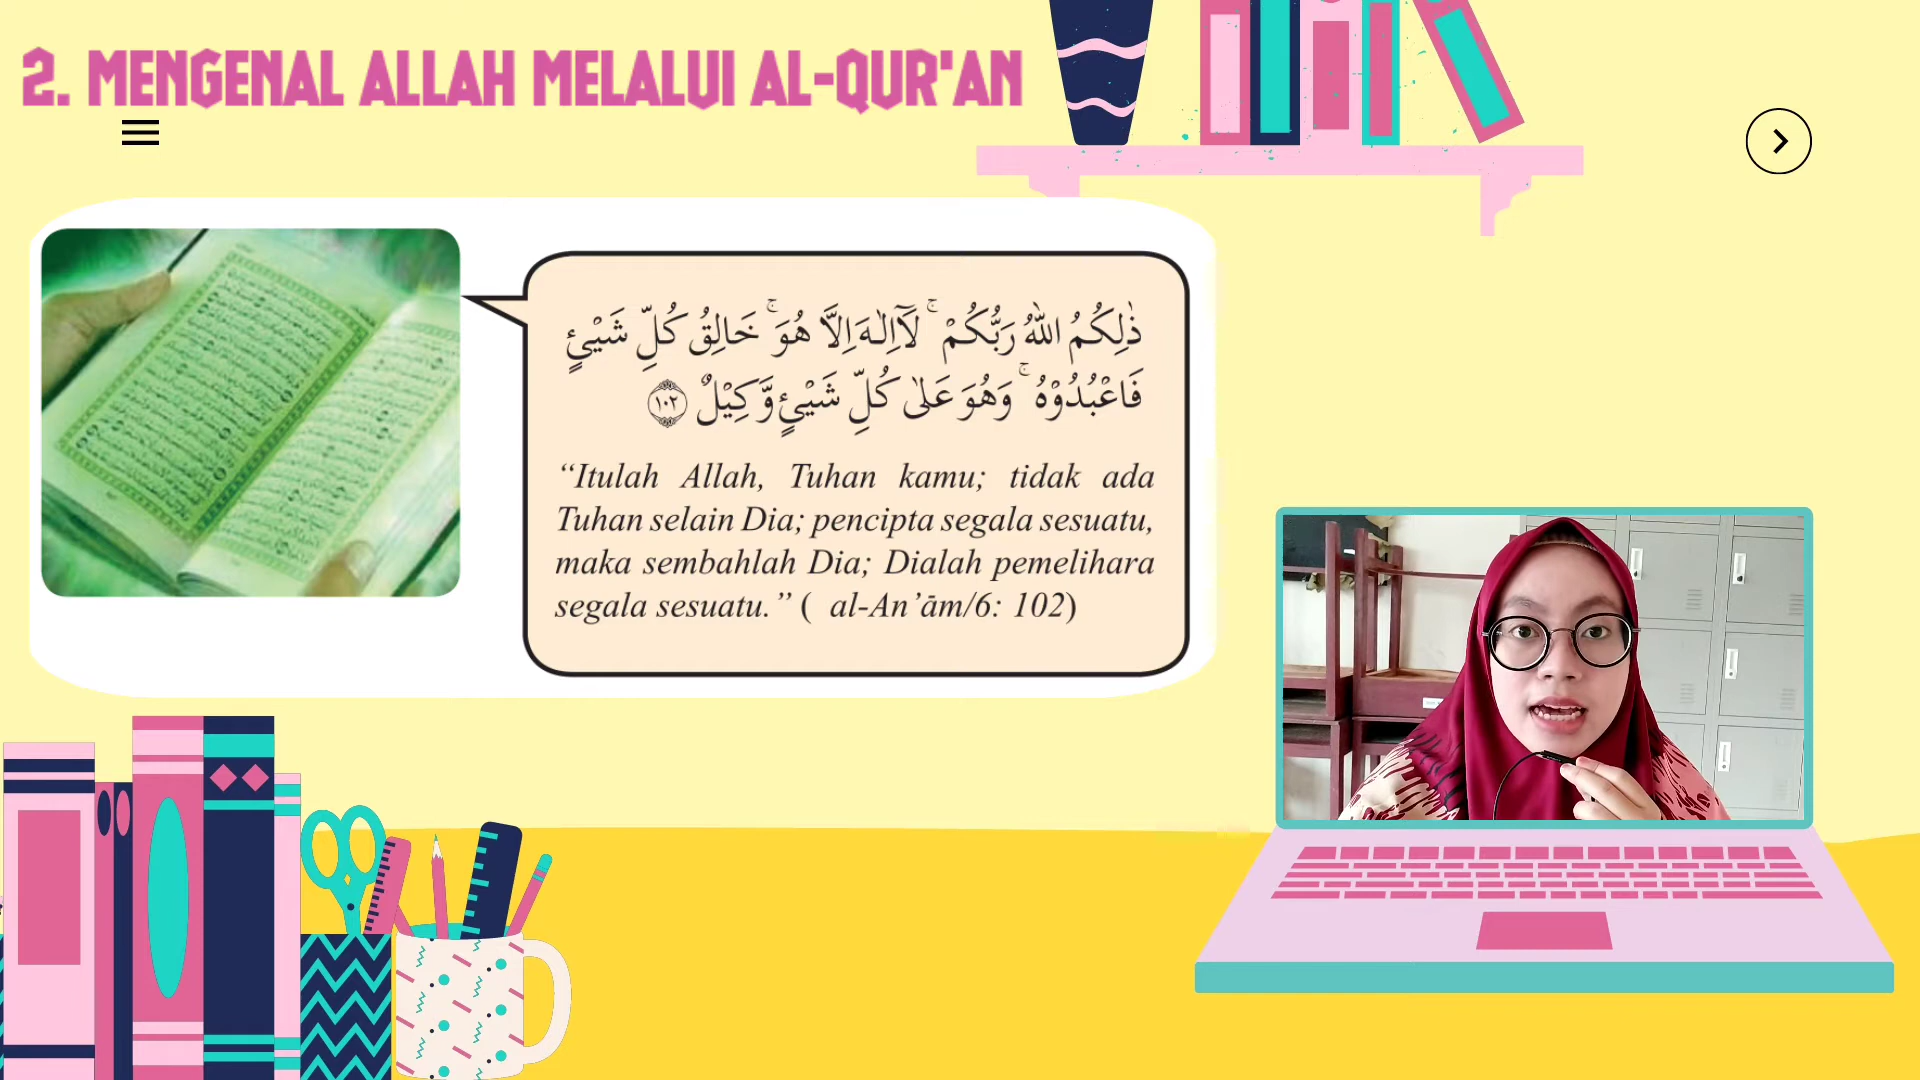 2. MENGENAL ALLAH MELALUI AL-QUR'AN
ذٰلِكُمُ اللّٰهُ رَبُّكُمْ ۚ لَآاِلٰهَ اِلَّا هُوَ ۚ خَالِقُ كُلِّ شَيْئٍ
فَاعْبُدُوْهُ ۚ وَهُوَ عَلٰى كُلِّ شَيْئٍ وَّكِيْلٌ ١٠٢
“Itulah Allah, Tuhan kamu; tidak ada
Tuhan selain Dia; pencipta segala sesuatu,
maka sembahlah Dia; Dialah pemelihara
segala sesuatu.” ( al-An’ām/6: 102)